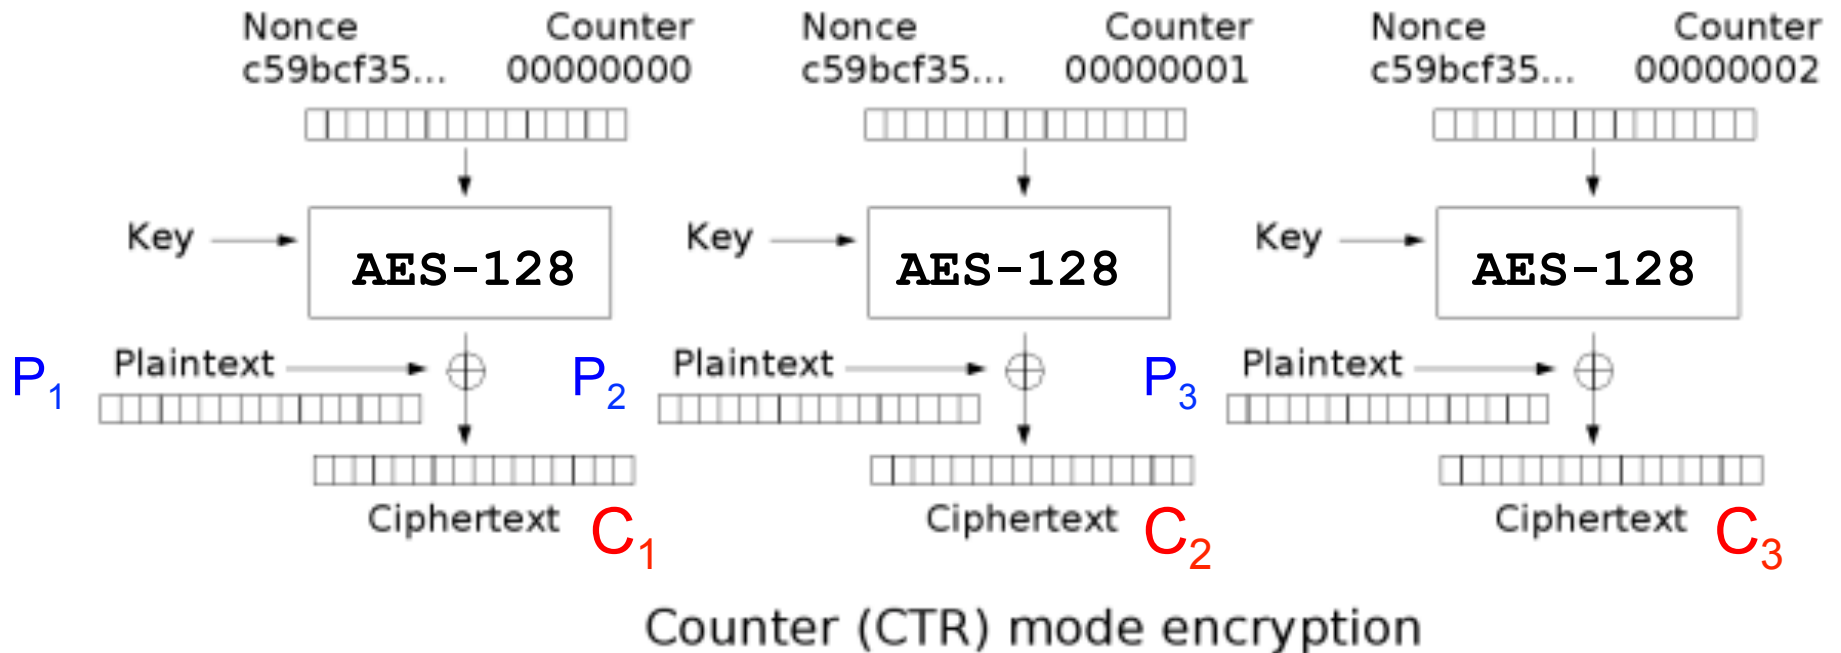 Nonce Counter Nonce Counter Nonce Counter
c59bcf35... 00000000 c59bcf35... 00000001 c59bcf35... 00000002
Key AES-128 Key AES-128 Key AES-128
P1 Plaintext P2 Plaintext P3 Plaintext
Ciphertext C1 Ciphertext C2 Ciphertext C3
Counter (CTR) mode encryption